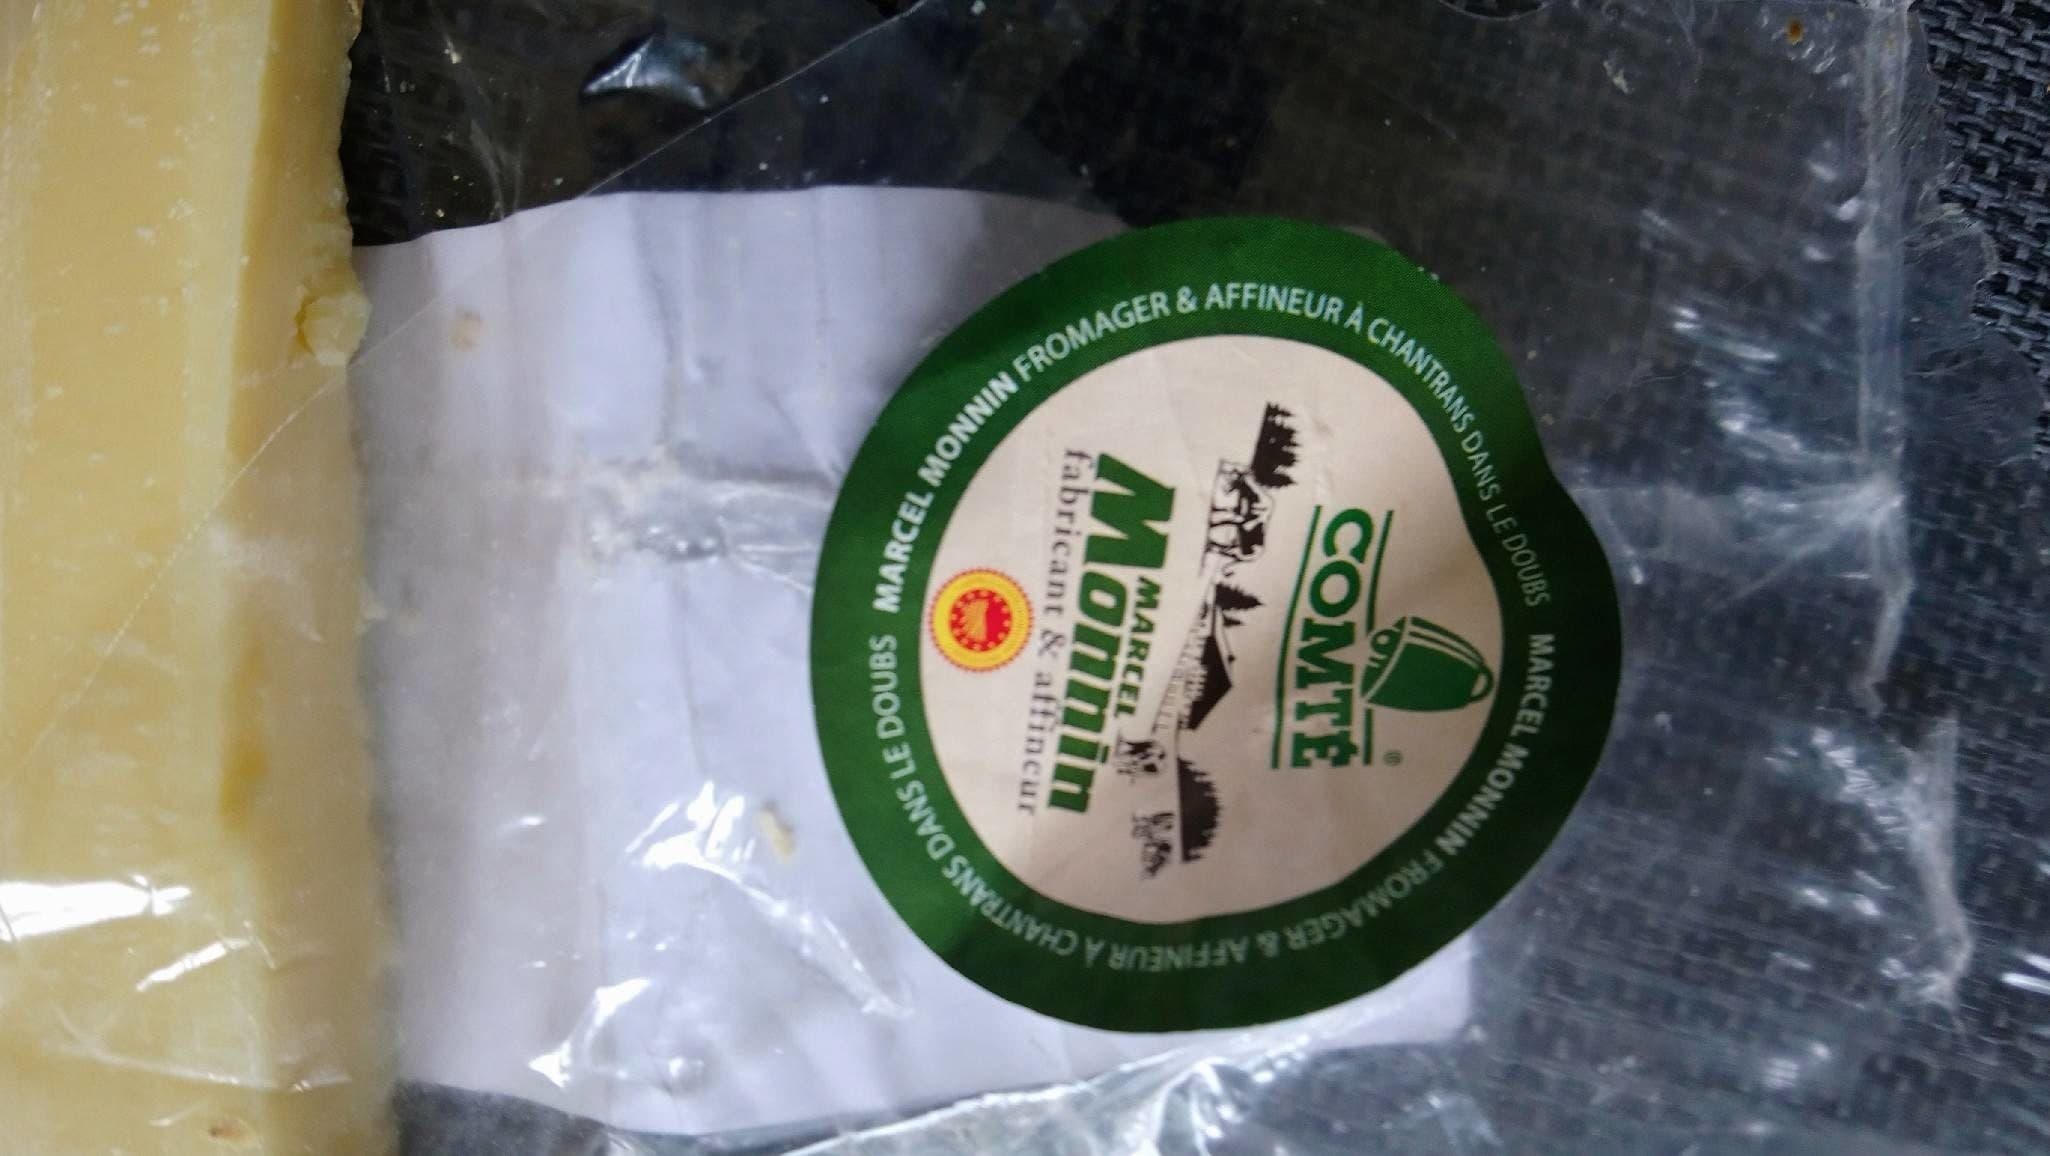 MARCEL MONNIN FROMAGER & AFFINEUR À CHANTRANS DANS LE DOUBS
MARCEL MONNIN FROMAGER & AFFINEUR À CHANTRANS DANS LE DOUBS
COMTÉ ®
MARCEL
Monnin
fabricant & affineur